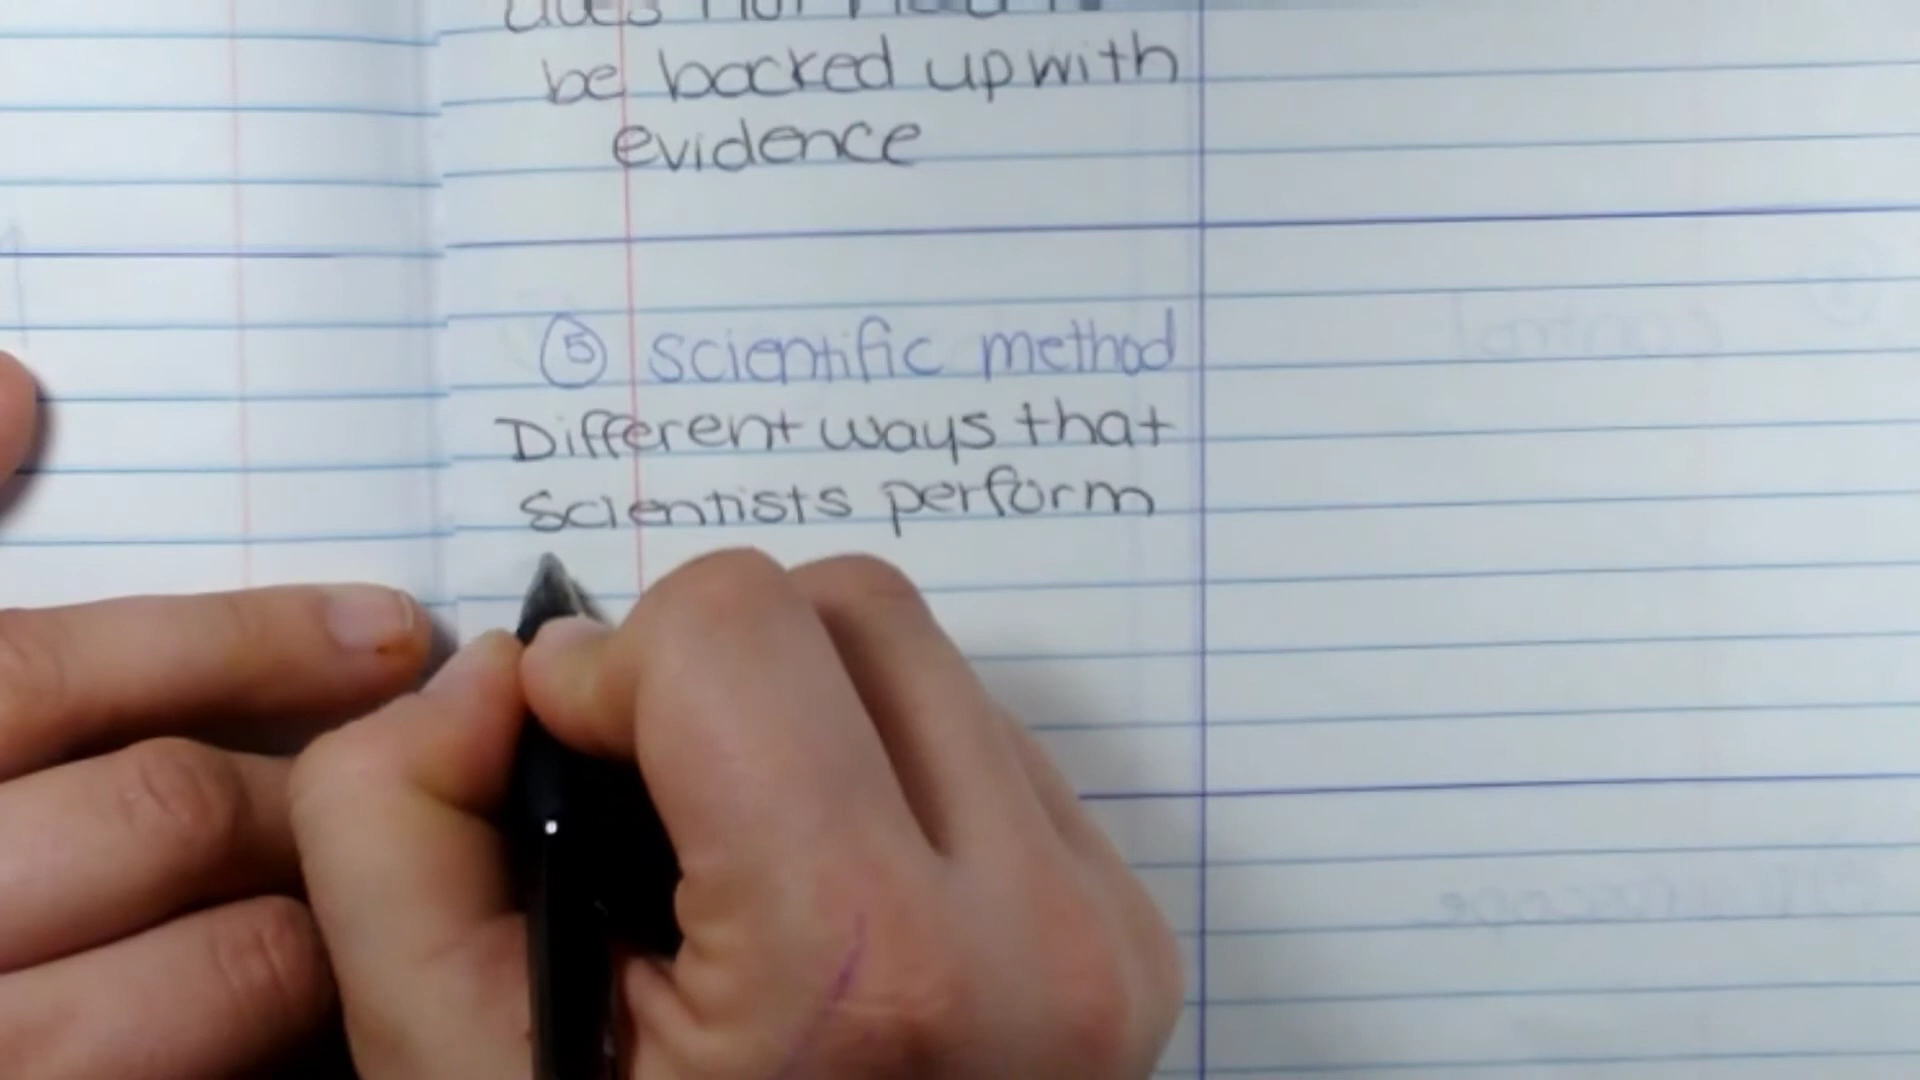 be backed up with
evidence
⑤ scientific method
Different ways that
scientists perform